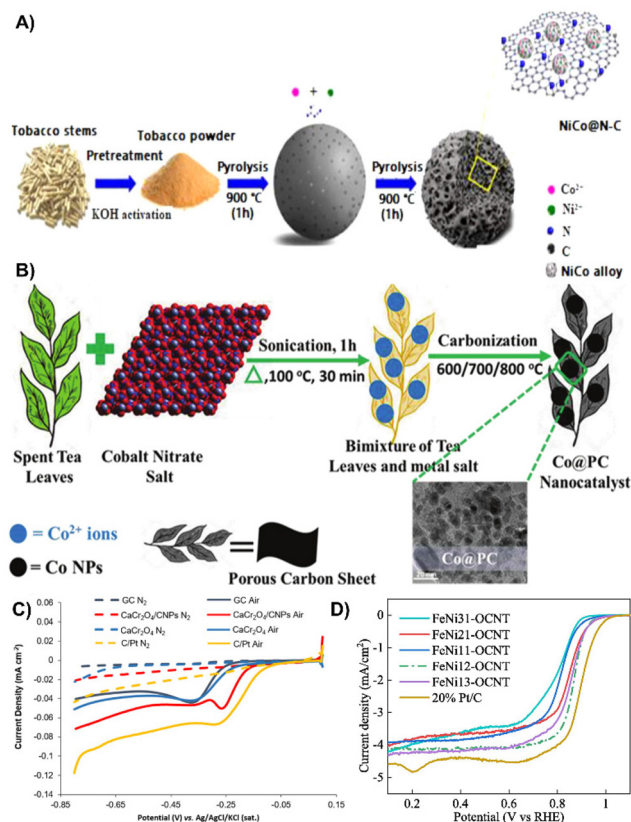 A)
NiCo@N-C
Tobacco stems
Pretreatment
KOH activation
Tobacco powder
Pyrolysis
900 °C
(1h)
+
Pyrolysis
900 °C
(1h)
Co²⁻
Ni²⁻
N
C
NiCo alloy
B)
Spent Tea
Leaves
Cobalt Nitrate
Salt
Sonication, 1h
△,100 °C, 30 min
Bimixture of Tea
Leaves and metal salt
Carbonization
600/700/800 °C
Co@PC
Nanocatalyst
Co@PC
= Co²⁺ ions
= Co NPs
=
Porous Carbon Sheet
C)
GC N₂
GC Air
CaCr₂O₄/CNPs N₂
CaCr₂O₄/CNPs Air
CaCr₂O₄ N₂
CaCr₂O₄ Air
C/Pt N₂
C/Pt Air
Current Density (mA cm⁻²)
0.06
0.04
0.02
0
-0.02
-0.04
-0.06
-0.08
-0.1
-0.12
-0.14
-0.85
-0.65
-0.45
-0.25
-0.05
0.15
Potential (V) vs. Ag/AgCl/KCl (sat.)
D)
FeNi31-OCNT
FeNi21-OCNT
FeNi11-OCNT
FeNi12-OCNT
FeNi13-OCNT
20% Pt/C
Current density (mA/cm²)
0
-1
-2
-3
-4
-5
0.2
0.4
0.6
0.8
1.0
Potential (V vs RHE)